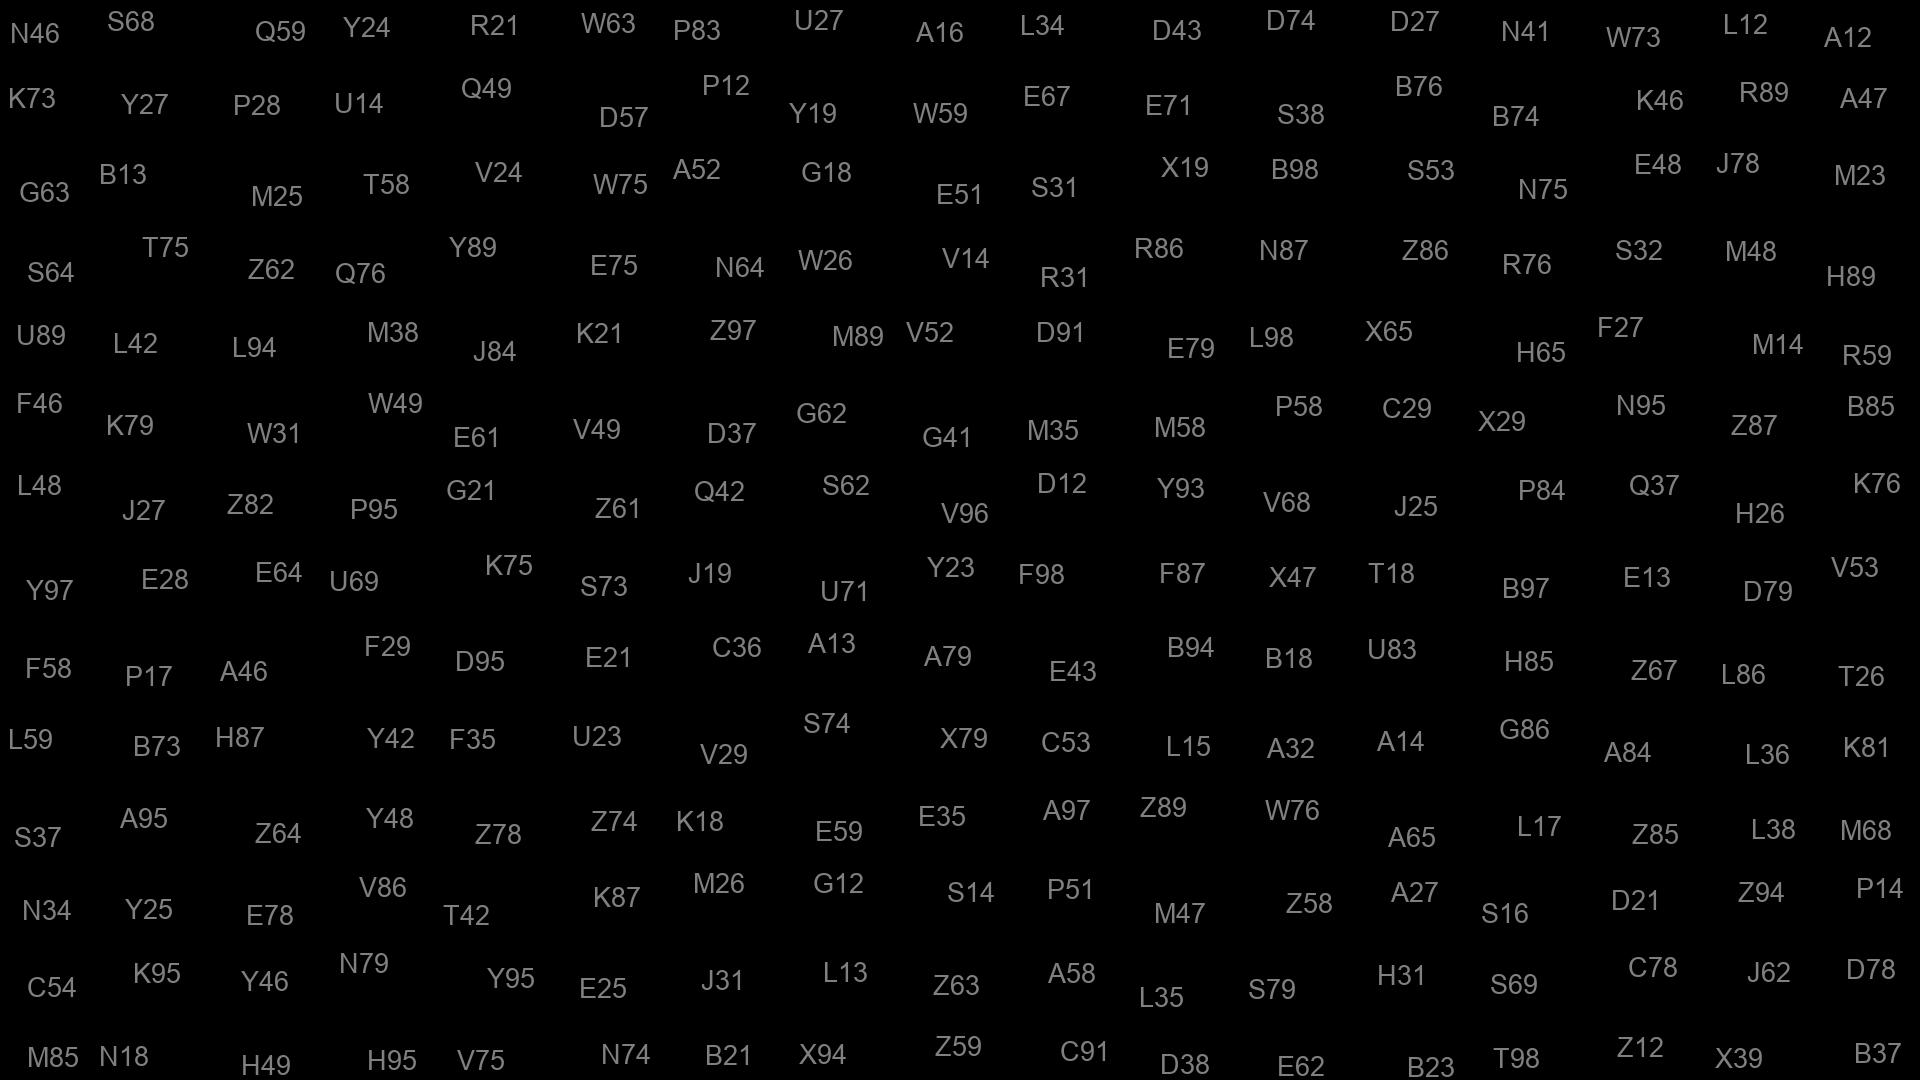 N46 S68 Q59 Y24 R21 W63 P83 U27 A16 L34 D43 D74 D27 N41 W73 L12 A12
K73 Y27 P28 U14 Q49 D57 P12 Y19 W59 E67 E71 S38 B76 B74 K46 R89 A47
G63 B13 M25 T58 V24 W75 A52 G18 E51 S31 X19 B98 S53 N75 E48 J78 M23
S64 T75 Z62 Q76 Y89 E75 N64 W26 V14 R31 R86 N87 Z86 R76 S32 M48 H89
U89 L42 L94 M38 J84 K21 Z97 M89 V52 D91 E79 L98 X65 H65 F27 M14 R59
F46 K79 W31 W49 E61 V49 D37 G62 G41 M35 M58 P58 C29 X29 N95 Z87 B85
L48 J27 Z82 P95 G21 Z61 Q42 S62 V96 D12 Y93 V68 J25 P84 Q37 H26 K76
Y97 E28 E64 U69 K75 S73 J19 U71 Y23 F98 F87 X47 T18 B97 E13 D79 V53
F58 P17 A46 F29 D95 E21 C36 A13 A79 E43 B94 B18 U83 H85 Z67 L86 T26
L59 B73 H87 Y42 F35 U23 V29 S74 X79 C53 L15 A32 A14 G86 A84 L36 K81
S37 A95 Z64 Y48 Z78 Z74 K18 E59 E35 A97 Z89 W76 A65 L17 Z85 L38 M68
N34 Y25 E78 V86 T42 K87 M26 G12 S14 P51 M47 Z58 A27 S16 D21 Z94 P14
C54 K95 Y46 N79 Y95 E25 J31 L13 Z63 A58 L35 S79 H31 S69 C78 J62 D78
M85 N18 H49 H95 V75 N74 B21 X94 Z59 C91 D38 E62 B23 T98 Z12 X39 B37